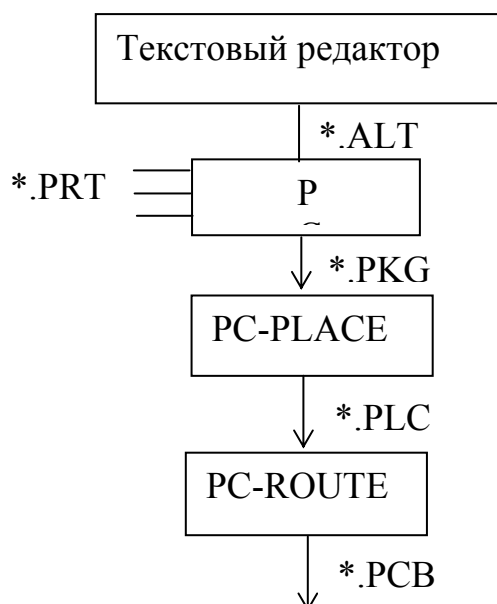 Текстовый редактор
*.ALT
*.PRT
P
*.PKG
PC-PLACE
*.PLC
PC-ROUTE
*.PCB